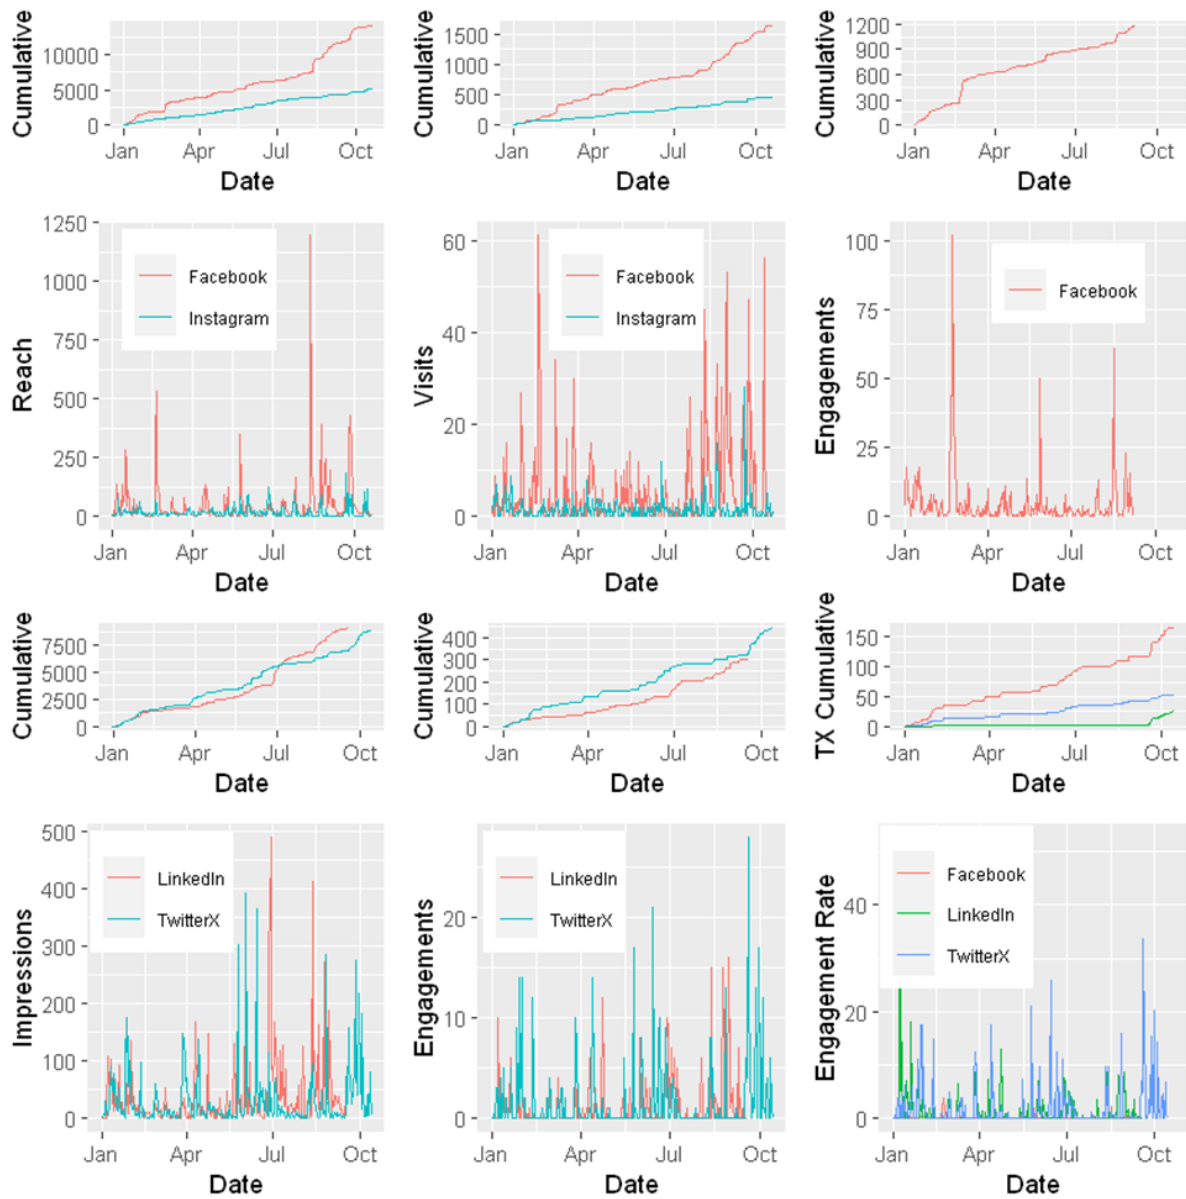 Cumulative
10000
5000
0
Jan Apr Jul Oct
Date
Cumulative
1500
1000
500
0
Jan Apr Jul Oct
Date
Cumulative
1200
900
600
300
0
Jan Apr Jul Oct
Date
Reach
1250
1000
750
500
250
0
Facebook
Instagram
Jan Apr Jul Oct
Date
Visits
60
40
20
0
Facebook
Instagram
Jan Apr Jul Oct
Date
Engagements
100
75
50
25
0
Facebook
Jan Apr Jul Oct
Date
Cumulative
7500
5000
2500
0
Jan Apr Jul Oct
Date
Cumulative
400
300
200
100
0
Jan Apr Jul Oct
Date
TX Cumulative
150
100
50
0
Jan Apr Jul Oct
Date
Impressions
500
400
300
200
100
0
LinkedIn
TwitterX
Jan Apr Jul Oct
Date
Engagements
20
10
0
LinkedIn
TwitterX
Jan Apr Jul Oct
Date
Engagement Rate
40
20
0
Facebook
LinkedIn
TwitterX
Jan Apr Jul Oct
Date